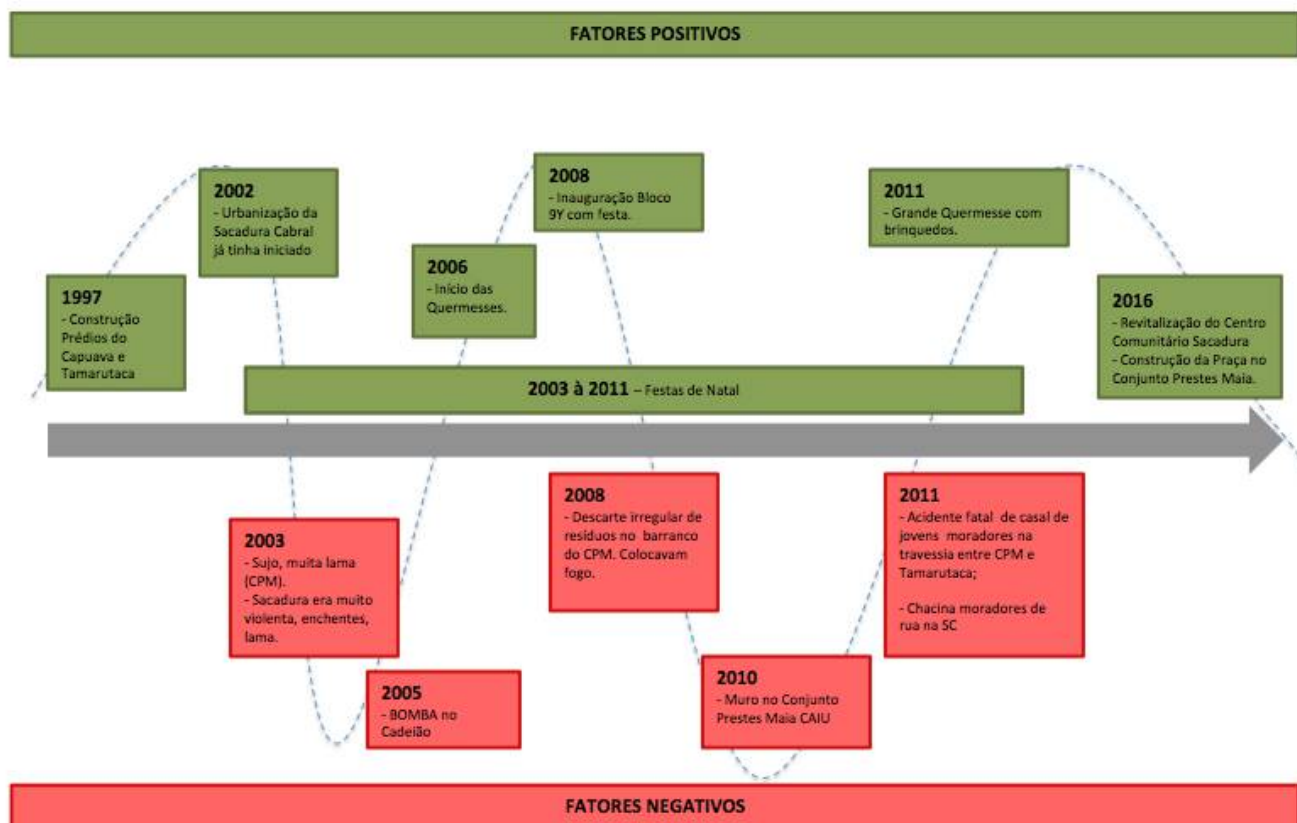 FATORES POSITIVOS
2002
- Urbanização da
Sacadura Cabral
já tinha iniciado
2008
- Inauguração Bloco
9Y com festa.
2011
- Grande Quermesse com
brinquedos.
2006
- Início das
Quermesses.
1997
- Construção
Prédios do
Capuava e
Tamarutaca
2016
- Revitalização do Centro
Comunitário Sacadura
- Construção da Praça no
Conjunto Prestes Maia.
2003 à 2011 – Festas de Natal
2003
- Sujo, muita lama
(CPM).
- Sacadura era muito
violenta, enchentes,
lama.
2005
- BOMBA no
Cadeião
2008
- Descarte irregular de
resíduos no barranco
do CPM. Colocavam
fogo.
2010
- Muro no Conjunto
Prestes Maia CAIU
2011
- Acidente fatal de casal de
jovens moradores na
travessia entre CPM e
Tamarutaca;
- Chacina moradores de
rua na SC
FATORES NEGATIVOS